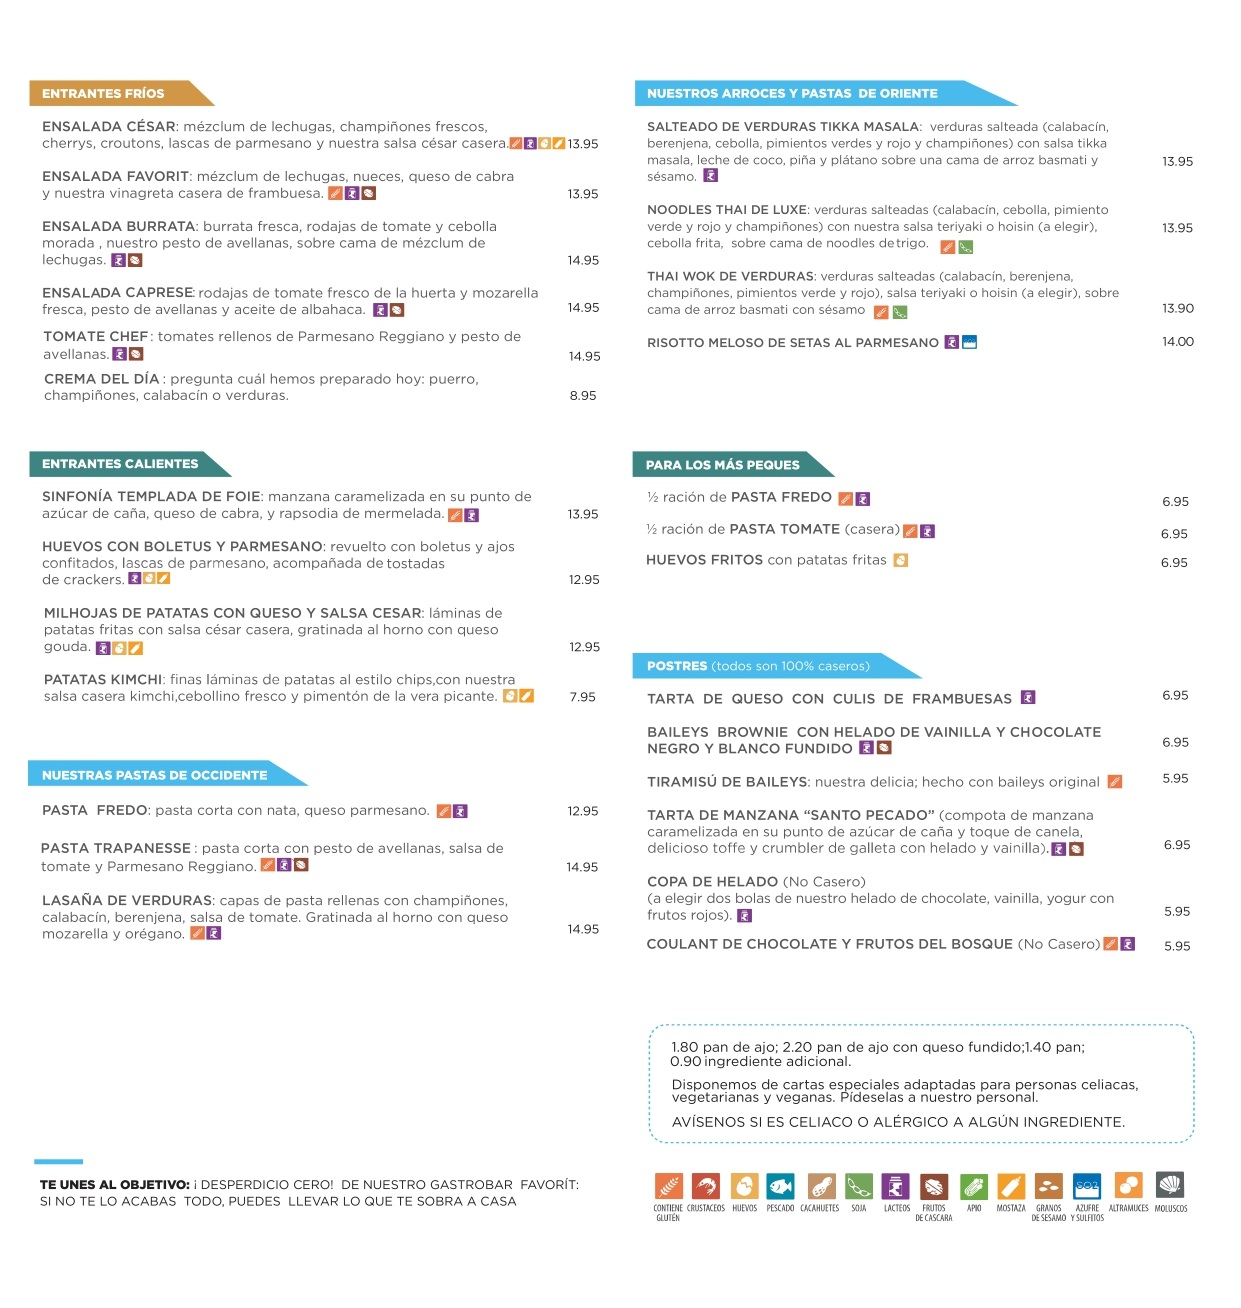 ENTRANTES FRÍOS
ENSALADA CÉSAR: mézclum de lechugas, champiñones frescos,
cherrys, croutons, lascas de parmesano y nuestra salsa césar casera. 13.95
ENSALADA FAVORIT: mézclum de lechugas, nueces, queso de cabra
y nuestra vinagreta casera de frambuesa. 13.95
ENSALADA BURRATA: burrata fresca, rodajas de tomate y cebolla
morada , nuestro pesto de avellanas, sobre cama de mézclum de
lechugas. 14.95
ENSALADA CAPRESE: rodajas de tomate fresco de la huerta y mozarella
fresca, pesto de avellanas y aceite de albahaca. 14.95
TOMATE CHEF: tomates rellenos de Parmesano Reggiano y pesto de
avellanas. 14.95
CREMA DEL DÍA : pregunta cuál hemos preparado hoy: puerro,
champiñones, calabacín o verduras. 8.95
ENTRANTES CALIENTES
SINFONÍA TEMPLADA DE FOIE: manzana caramelizada en su punto de
azúcar de caña, queso de cabra, y rapsodia de mermelada. 13.95
HUEVOS CON BOLETUS Y PARMESANO: revuelto con boletus y ajos
confitados, lascas de parmesano, acompañada de tostadas
de crackers. 12.95
MILHOJAS DE PATATAS CON QUESO Y SALSA CESAR: láminas de
patatas fritas con salsa césar casera, gratinada al horno con queso
gouda. 12.95
PATATAS KIMCHI: finas láminas de patatas al estilo chips,con nuestra
salsa casera kimchi,cebollino fresco y pimentón de la vera picante. 7.95
NUESTRAS PASTAS DE OCCIDENTE
PASTA FREDO: pasta corta con nata, queso parmesano. 12.95
PASTA TRAPANESSE : pasta corta con pesto de avellanas, salsa de
tomate y Parmesano Reggiano. 14.95
LASAÑA DE VERDURAS: capas de pasta rellenas con champiñones,
calabacín, berenjena, salsa de tomate. Gratinada al horno con queso
mozarella y orégano. 14.95
TE UNES AL OBJETIVO: ¡ DESPERDICIO CERO! DE NUESTRO GASTROBAR FAVORÍT:
SI NO TE LO ACABAS TODO, PUEDES LLEVAR LO QUE TE SOBRA A CASA
NUESTROS ARROCES Y PASTAS DE ORIENTE
SALTEADO DE VERDURAS TIKKA MASALA: verduras salteada (calabacín,
berenjena, cebolla, pimientos verdes y rojo y champiñones) con salsa tikka
masala, leche de coco, piña y plátano sobre una cama de arroz basmati y 13.95
sésamo.
NOODLES THAI DE LUXE: verduras salteadas (calabacín, cebolla, pimiento
verde y rojo y champiñones) con nuestra salsa teriyaki o hoisin (a elegir), 13.95
cebolla frita, sobre cama de noodles de trigo.
THAI WOK DE VERDURAS: verduras salteadas (calabacín, berenjena,
champiñones, pimientos verde y rojo), salsa teriyaki o hoisin (a elegir), sobre
cama de arroz basmati con sésamo 13.90
RISOTTO MELOSO DE SETAS AL PARMESANO 14.00
PARA LOS MÁS PEQUES
½ ración de PASTA FREDO 6.95
½ ración de PASTA TOMATE (casera) 6.95
HUEVOS FRITOS con patatas fritas 6.95
POSTRES (todos son 100% caseros)
TARTA DE QUESO CON CULIS DE FRAMBUESAS 6.95
BAILEYS BROWNIE CON HELADO DE VAINILLA Y CHOCOLATE
NEGRO Y BLANCO FUNDIDO 6.95
TIRAMISÚ DE BAILEYS: nuestra delicia; hecho con baileys original 5.95
TARTA DE MANZANA “SANTO PECADO” (compota de manzana
caramelizada en su punto de azúcar de caña y toque de canela,
delicioso toffe y crumbler de galleta con helado y vainilla). 6.95
COPA DE HELADO (No Casero)
(a elegir dos bolas de nuestro helado de chocolate, vainilla, yogur con
frutos rojos). 5.95
COULANT DE CHOCOLATE Y FRUTOS DEL BOSQUE (No Casero) 5.95
1.80 pan de ajo; 2.20 pan de ajo con queso fundido;1.40 pan;
0.90 ingrediente adicional.
Disponemos de cartas especiales adaptadas para personas celiacas,
vegetarianas y veganas. Pídeselas a nuestro personal.
AVÍSENOS SI ES CELIACO O ALÉRGICO A ALGÚN INGREDIENTE.
SO2
CONTIENE GLUTÉN
CRUSTACEOS
HUEVOS
PESCADO
CACAHUETES
SOJA
LACTEOS
FRUTOS DE CASCARA
APIO
MOSTAZA
GRANOS DE SESAMO
AZUFRE Y SULFITOS
ALTRAMUCES
MOLUSCOS